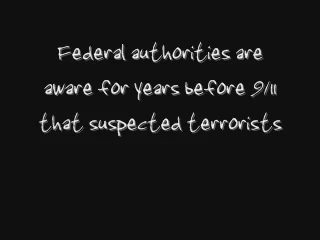 Federal authorities are
aware for years before 9/11
that suspected terrorists